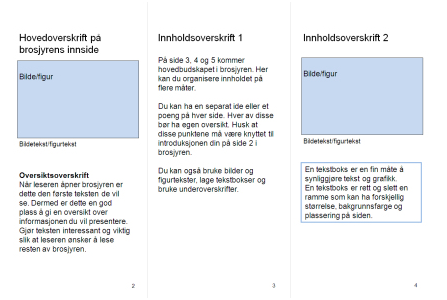 Hovedoverskrift på
brosjyrens innside
Bilde/figur
Bildetekst/figurtekst
Oversiktsoverskrift
Når leseren åpner brosjyren er
dette den første teksten de vil
se. Dermed er dette en god
plass å gi en oversikt over
informasjonen du vil presentere.
Gjør teksten interessant og viktig
slik at leseren ønsker å lese
resten av brosjyren.
2
Innholdsoverskrift 1
På side 3, 4 og 5 kommer
hovedbudskapet i brosjyren. Her
kan du organisere innholdet på
flere måter.
Du kan ha en separat ide eller et
poeng på hver side. Hver av disse
bør ha egen oversikt. Husk at
disse punktene må være knyttet til
introduksjonen din på side 2 i
brosjyren.
Du kan også bruke bilder og
figurtekster, lage tekstbokser og
bruke underoverskrifter.
3
Innholdsoverskrift 2
Bilde/figur
Bildetekst/figurtekst
En tekstboks er en fin måte å
synliggjøre tekst og grafikk.
En tekstboks er rett og slett en
ramme som kan ha forskjellig
størrelse, bakgrunnsfarge og
plassering på siden.
4